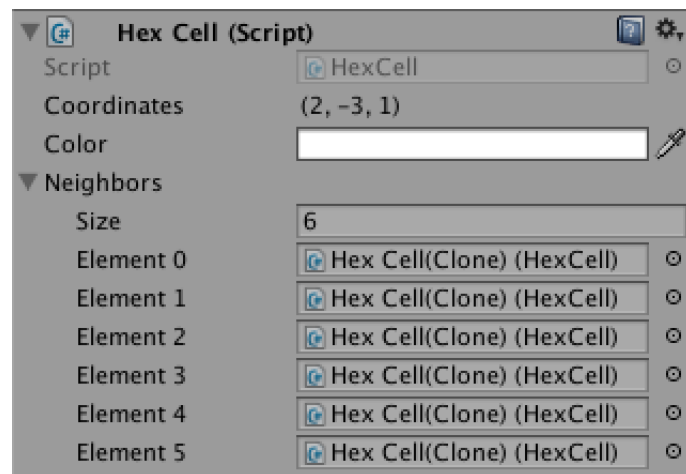 Hex Cell (Script)
Script HexCell
Coordinates (2, -3, 1)
Color
Neighbors
Size 6
Element 0 Hex Cell(Clone) (HexCell)
Element 1 Hex Cell(Clone) (HexCell)
Element 2 Hex Cell(Clone) (HexCell)
Element 3 Hex Cell(Clone) (HexCell)
Element 4 Hex Cell(Clone) (HexCell)
Element 5 Hex Cell(Clone) (HexCell)